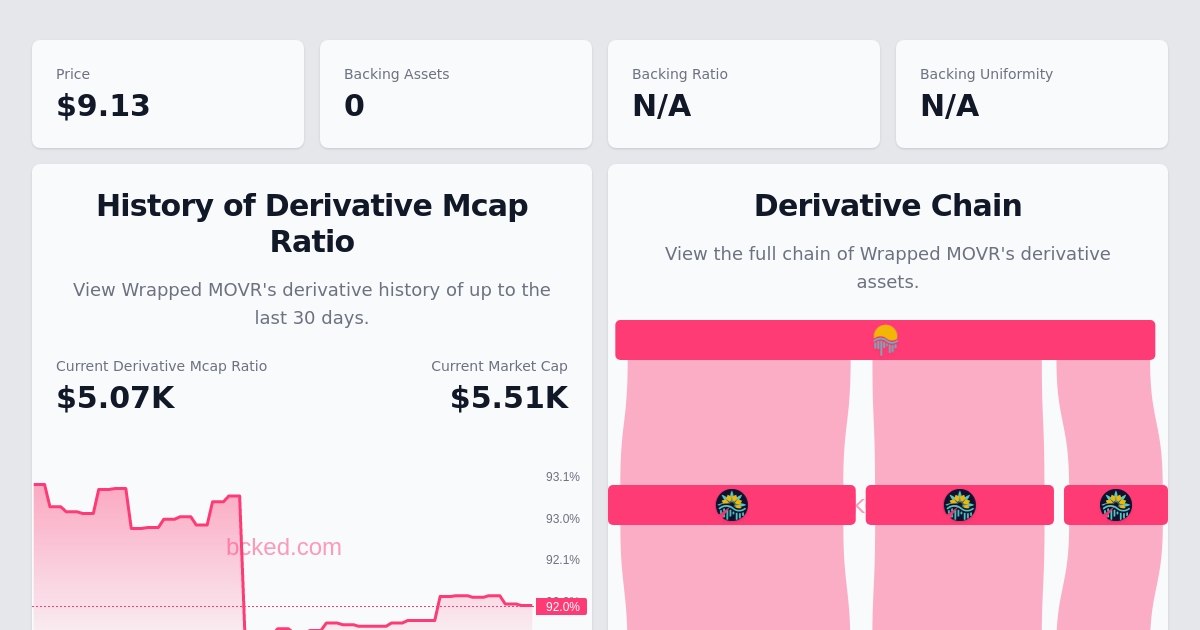 Price
$9.13
Backing Assets
0
Backing Ratio
N/A
Backing Uniformity
N/A
History of Derivative Mcap
Ratio
View Wrapped MOVR's derivative history of up to the
last 30 days.
Current Derivative Mcap Ratio
$5.07K
Current Market Cap
$5.51K
93.1%
93.0%
92.1%
92.0%
bcked.com
Derivative Chain
View the full chain of Wrapped MOVR's derivative
assets.